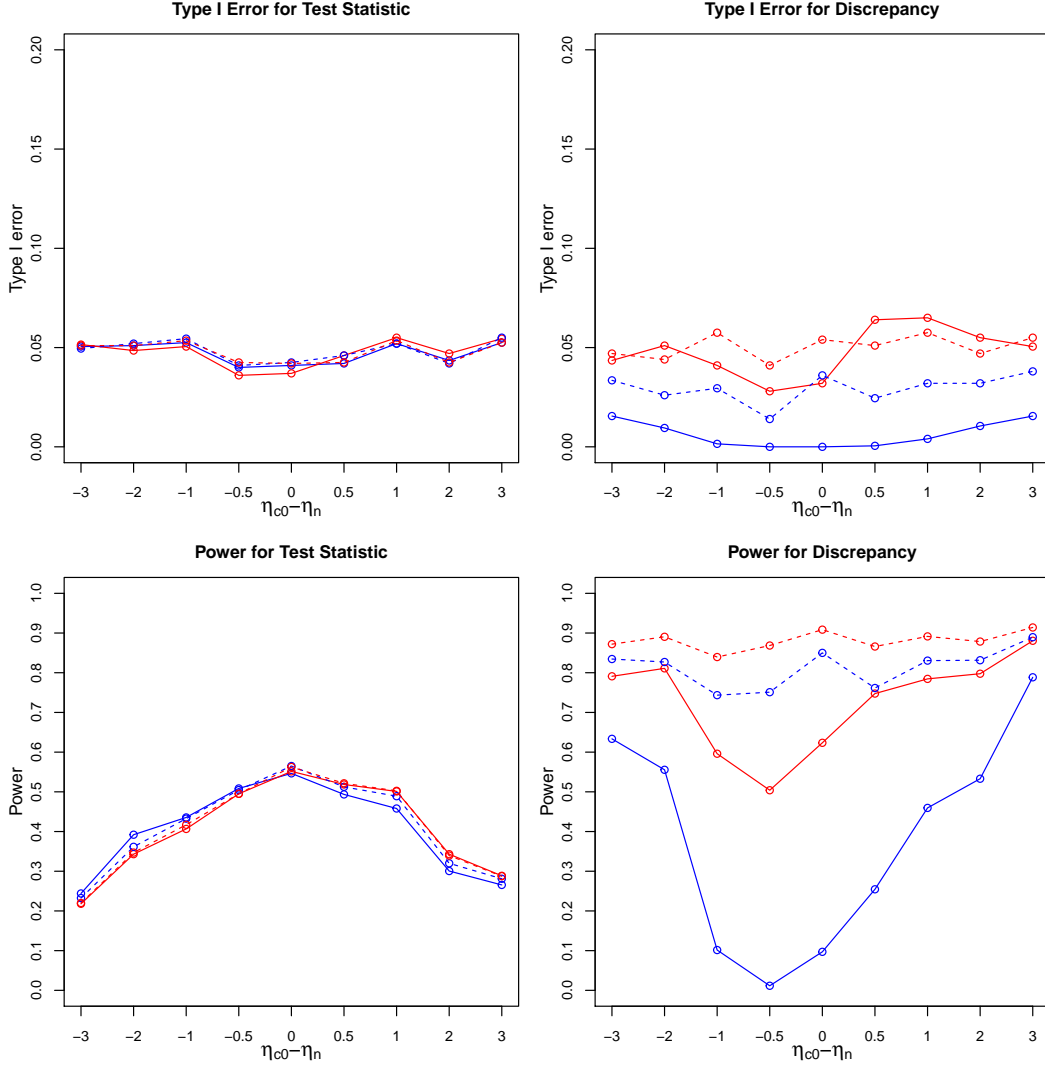 Type I Error for Test Statistic
Type I error
0.20
0.15
0.10
0.05
0.00
−3 −2 −1 −0.5 0 0.5 1 2 3
ηc0−ηn
Type I Error for Discrepancy
Type I error
0.20
0.15
0.10
0.05
0.00
−3 −2 −1 −0.5 0 0.5 1 2 3
ηc0−ηn
Power for Test Statistic
Power
1.0
0.9
0.8
0.7
0.6
0.5
0.4
0.3
0.2
0.1
0.0
−3 −2 −1 −0.5 0 0.5 1 2 3
ηc0−ηn
Power for Discrepancy
Power
1.0
0.9
0.8
0.7
0.6
0.5
0.4
0.3
0.2
0.1
0.0
−3 −2 −1 −0.5 0 0.5 1 2 3
ηc0−ηn